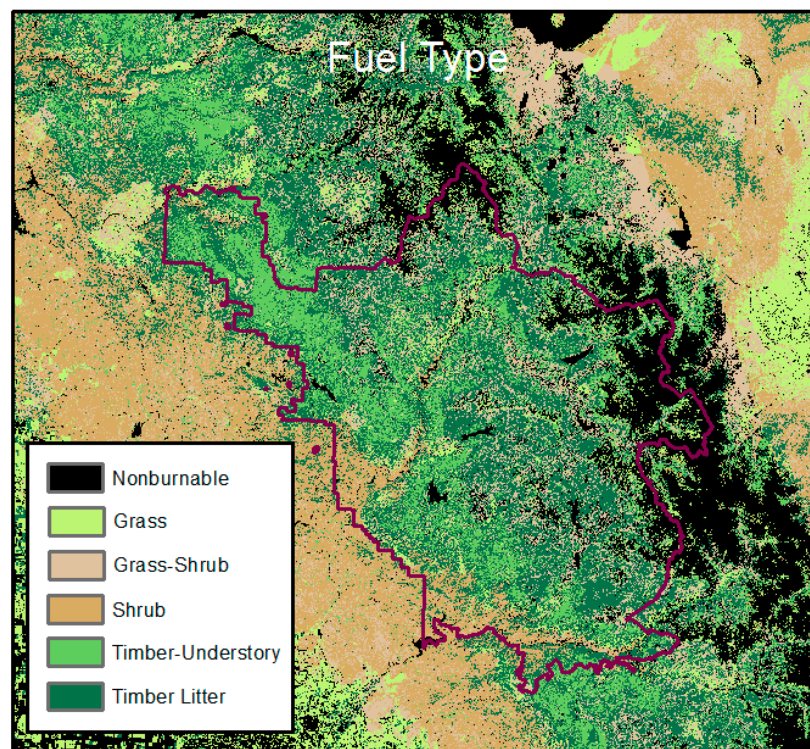 Fuel Type
Nonburnable
Grass
Grass-Shrub
Shrub
Timber-Understory
Timber Litter